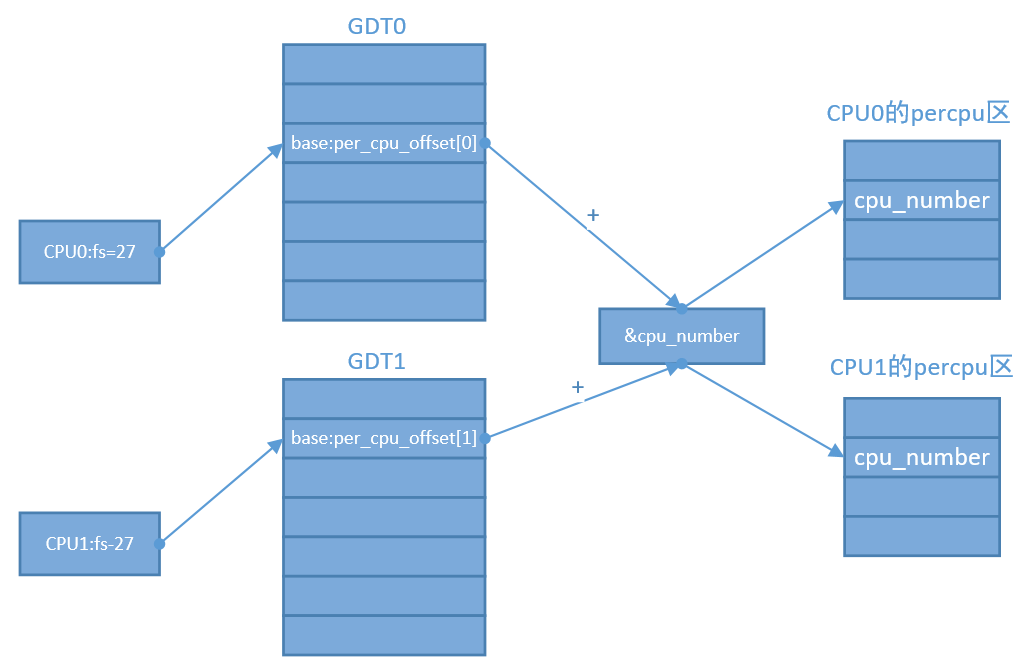 GDT0
base:per_cpu_offset[0]
CPU0:fs=27
+
CPU0的percpu区
cpu_number
&cpu_number
GDT1
base:per_cpu_offset[1]
CPU1:fs-27
+
CPU1的percpu区
cpu_number